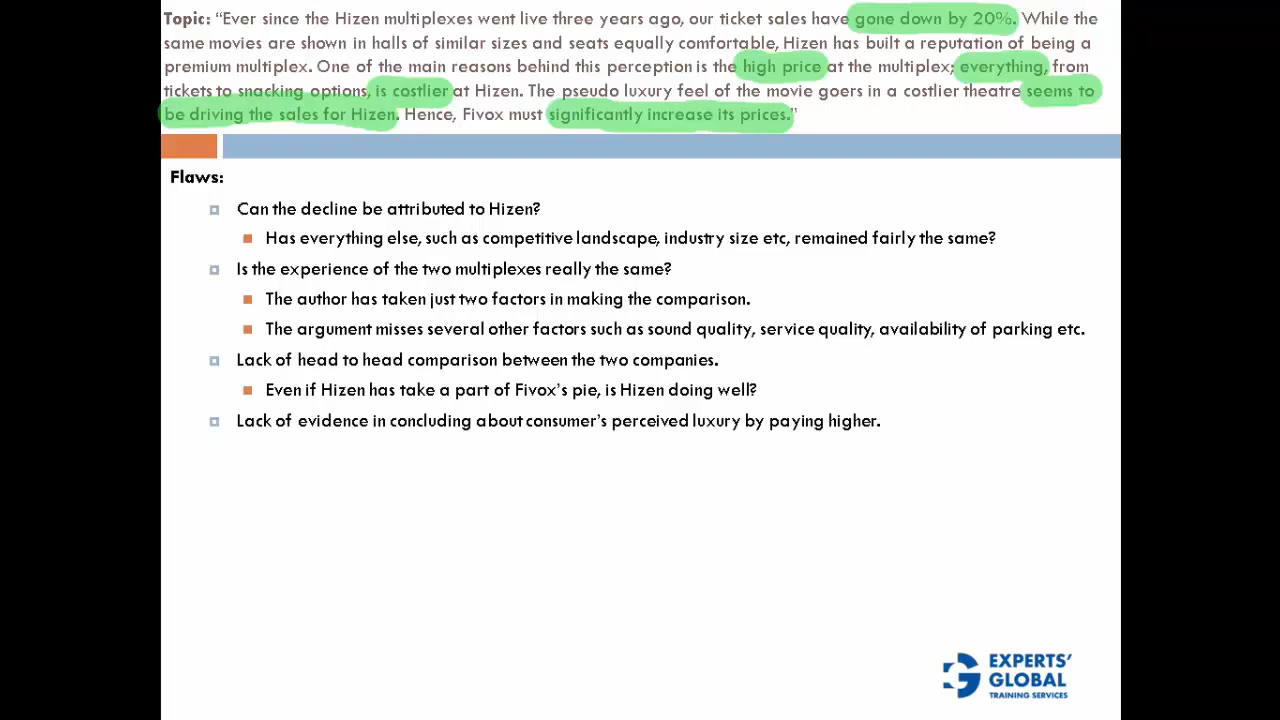 Topic: “Ever since the Hizen multiplexes went live three years ago, our ticket sales have gone down by 20%. While the
same movies are shown in halls of similar sizes and seats equally comfortable, Hizen has built a reputation of being a
premium multiplex. One of the main reasons behind this perception is the high price at the multiplex; everything, from
tickets to snacking options, is costlier at Hizen. The pseudo luxury feel of the movie goers in a costlier theatre seems to
be driving the sales for Hizen. Hence, Fivox must significantly increase its prices.”
Flaws:
Can the decline be attributed to Hizen?
Has everything else, such as competitive landscape, industry size etc, remained fairly the same?
Is the experience of the two multiplexes really the same?
The author has taken just two factors in making the comparison.
The argument misses several other factors such as sound quality, service quality, availability of parking etc.
Lack of head to head comparison between the two companies.
Even if Hizen has take a part of Fivox’s pie, is Hizen doing well?
Lack of evidence in concluding about consumer’s perceived luxury by paying higher.
EXPERTS’
GLOBAL
TRAINING SERVICES